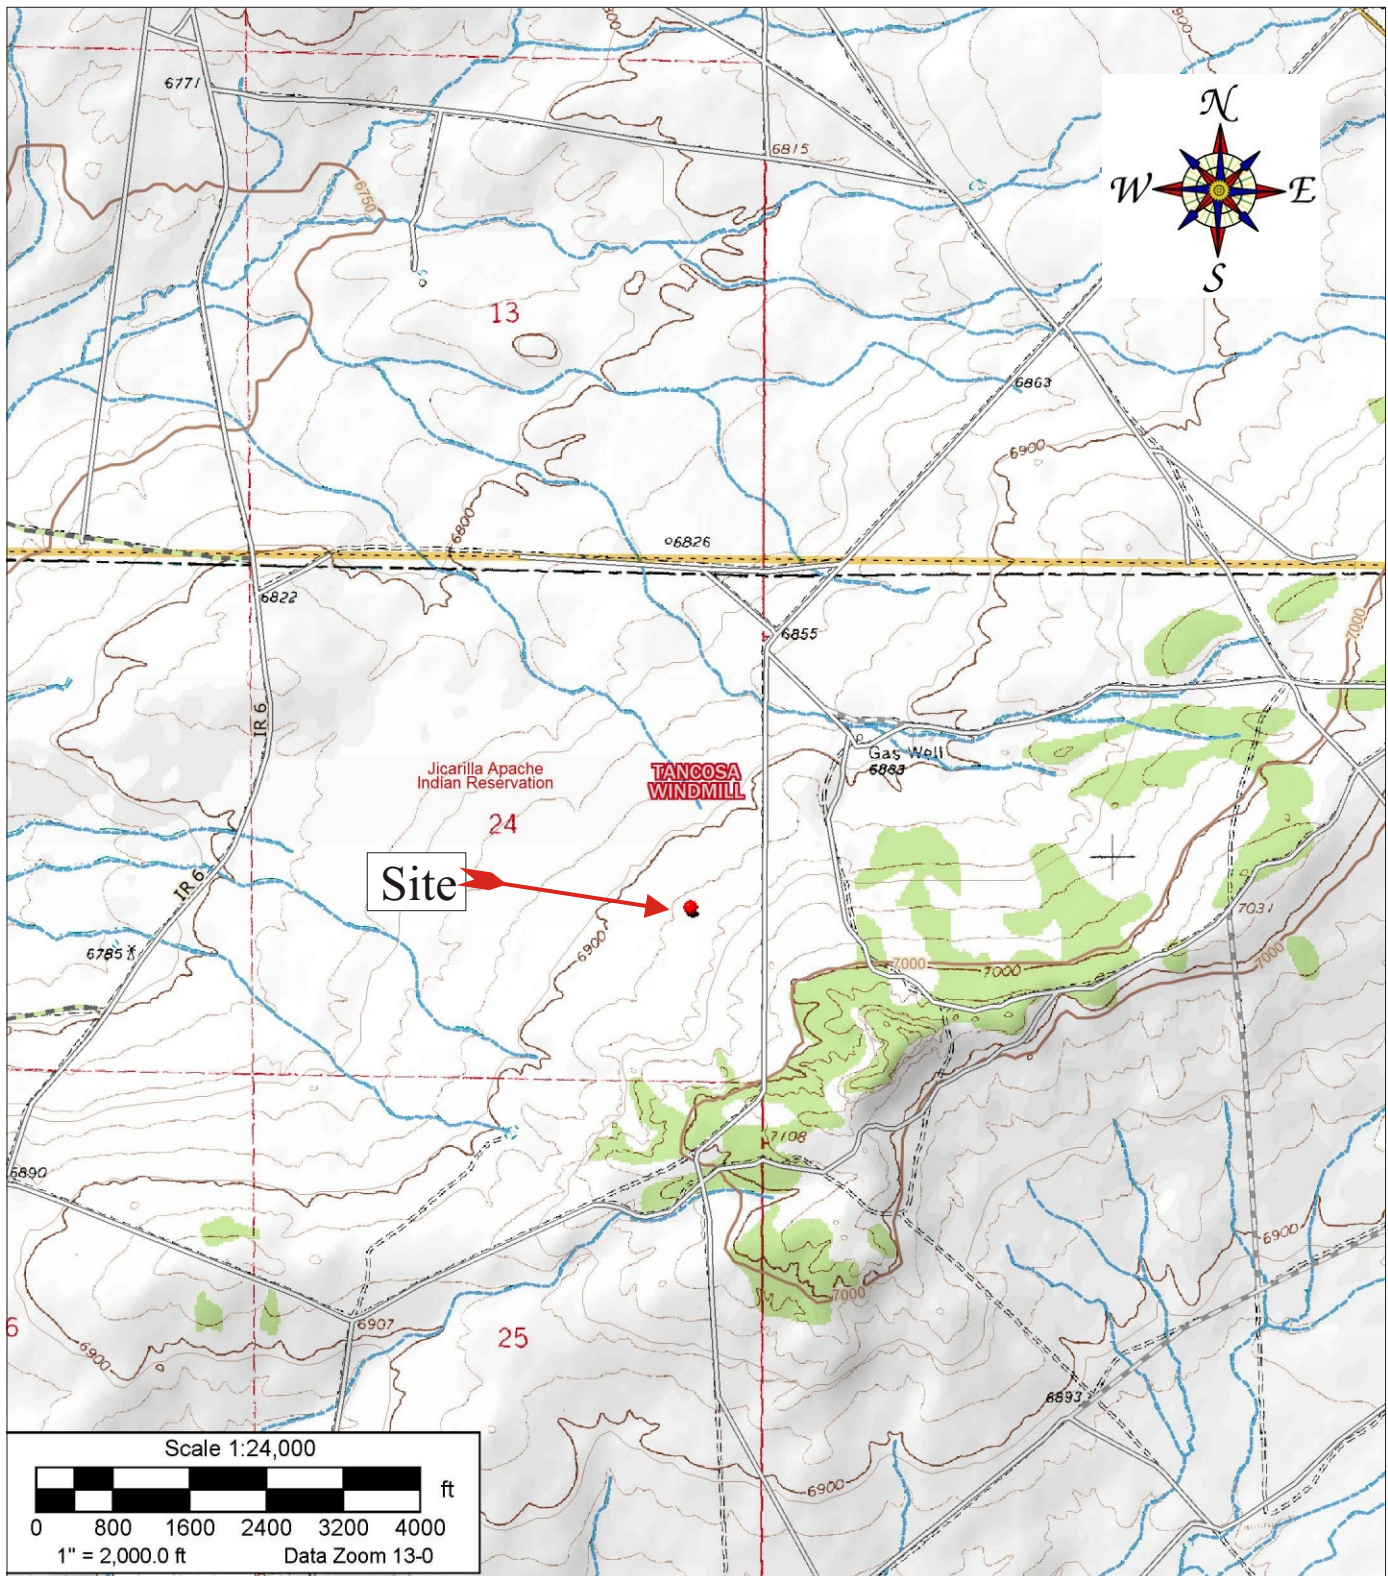 6800
6900
6771
N
6815
W
E
6750
S
13
6863
6900
6800
6826
6822
7000
6855
IR 6
Gas Well
6883
Jicarilla Apache
Indian Reservation
TANCOSA
WINDMILL
24
Site
IR 6
7031
6900
6785
7000
7000
7000
7108
6890
6900
7000
6907
6
25
6900
6893
6900
Scale 1:24,000
ft
0 800 1600 2400 3200 4000
1" = 2,000.0 ft Data Zoom 13-0